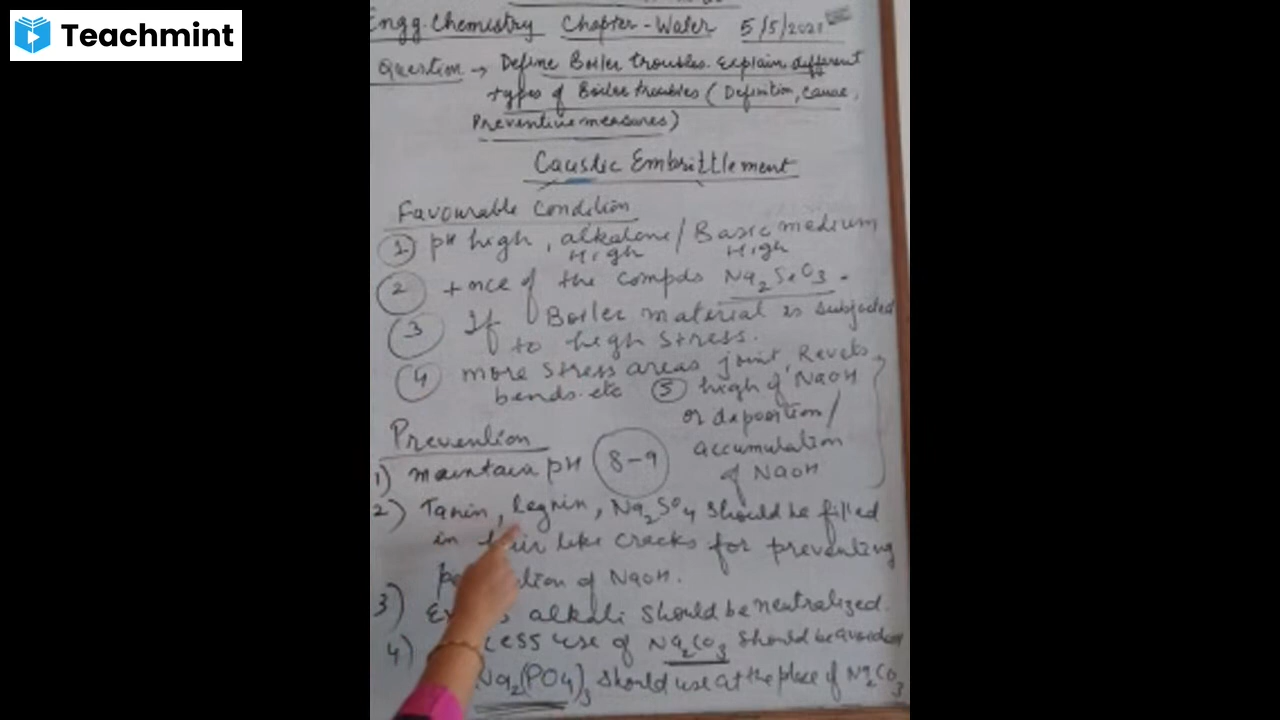 Teachmint
Engg. Chemistry Chapter - Water 5/5/2021
Question → Define Boiler troubles. Explain different
types of Boiler troubles (Definition, Cause,
Preventive measures)
Caustic Embrittlement
Favourable Condition
1. pH high, alkalone / Basic medium
High High
2 +nce of the compds Na2SiO3.
3 If Boiler material is subjected
to high stress.
4 more stress areas joint, Revets
bends. etc 5 high of NaOH
or deposition /
accumulation
of NaOH
Prevention
1) maintain pH 8-9
2) Tanin, Legnin, Na2SO4 should be filled
in like cracks for preventing
of NaOH.
3) alkali should be neutralized.
4) use of Na2CO3 should be avoided
Na2(PO4)3 should use at the place of Na2CO3